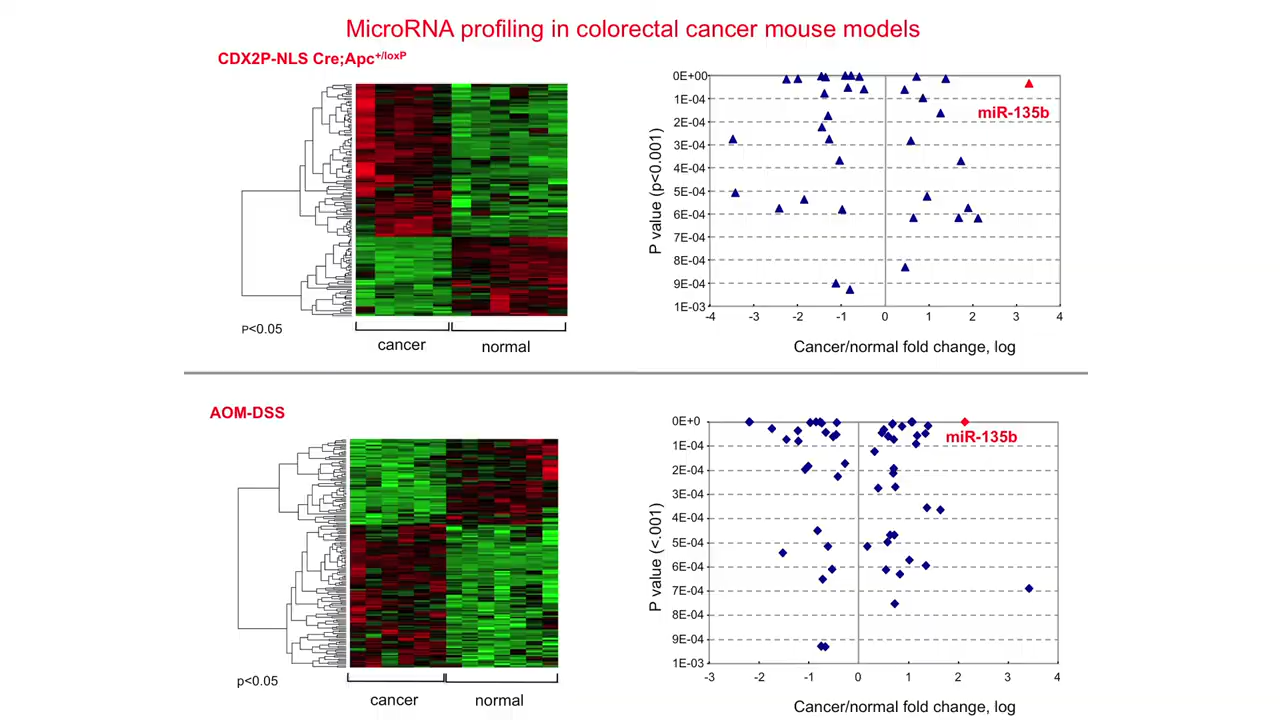 MicroRNA profiling in colorectal cancer mouse models
CDX2P-NLS Cre;Apc+/loxP
P<0.05
cancer
normal
P value (p<0.001)
0E+00
1E-04
2E-04
3E-04
4E-04
5E-04
6E-04
7E-04
8E-04
9E-04
1E-03
miR-135b
-4 -3 -2 -1 0 1 2 3 4
Cancer/normal fold change, log
AOM-DSS
p<0.05
cancer
normal
P value (<.001)
0E+0
1E-04
2E-04
3E-04
4E-04
5E-04
6E-04
7E-04
8E-04
9E-04
1E-03
miR-135b
-3 -2 -1 0 1 2 3 4
Cancer/normal fold change, log